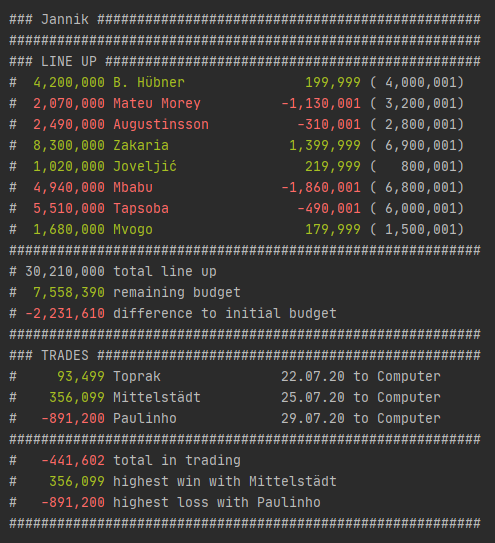 ### Jannik ################################################
###########################################################
### LINE UP ###############################################
#  4,200,000 B. Hübner               199,999 ( 4,000,001)
#  2,070,000 Mateu Morey          -1,130,001 ( 3,200,001)
#  2,490,000 Augustinsson           -310,001 ( 2,800,001)
#  8,300,000 Zakaria               1,399,999 ( 6,900,001)
#  1,020,000 Joveljić                219,999 (   800,001)
#  4,940,000 Mbabu                -1,860,001 ( 6,800,001)
#  5,510,000 Tapsoba                -490,001 ( 6,000,001)
#  1,680,000 Mvogo                   179,999 ( 1,500,001)
###########################################################
# 30,210,000 total line up
#  7,558,390 remaining budget
# -2,231,610 difference to initial budget
###########################################################
### TRADES ################################################
#     93,499 Toprak               22.07.20 to Computer
#    356,099 Mittelstädt          25.07.20 to Computer
#   -891,200 Paulinho             29.07.20 to Computer
###########################################################
#   -441,602 total in trading
#    356,099 highest win with Mittelstädt
#   -891,200 highest loss with Paulinho
###########################################################